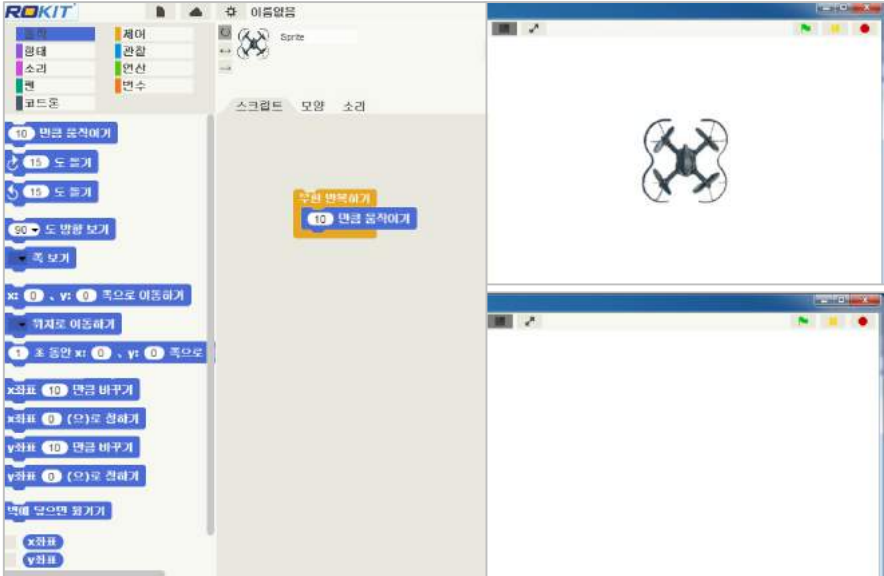 ROKIT
이름없음
동작
제어
형태
관찰
소리
연산
펜
변수
코드론
Sprite
스크립트 모양 소리
10 만큼 움직이기
15 도 돌기
15 도 돌기
90 도 방향 보기
쪽 보기
x: 0 、y: 0 쪽으로 이동하기
위치로 이동하기
1 초 동안 x: 0 、y: 0 쪽으로
x좌표 10 만큼 바꾸기
x좌표 0 (으)로 정하기
y좌표 10 만큼 바꾸기
y좌표 0 (으)로 정하기
벽에 닿으면 튕기기
x좌표
y좌표
무한 반복하기
10 만큼 움직이기